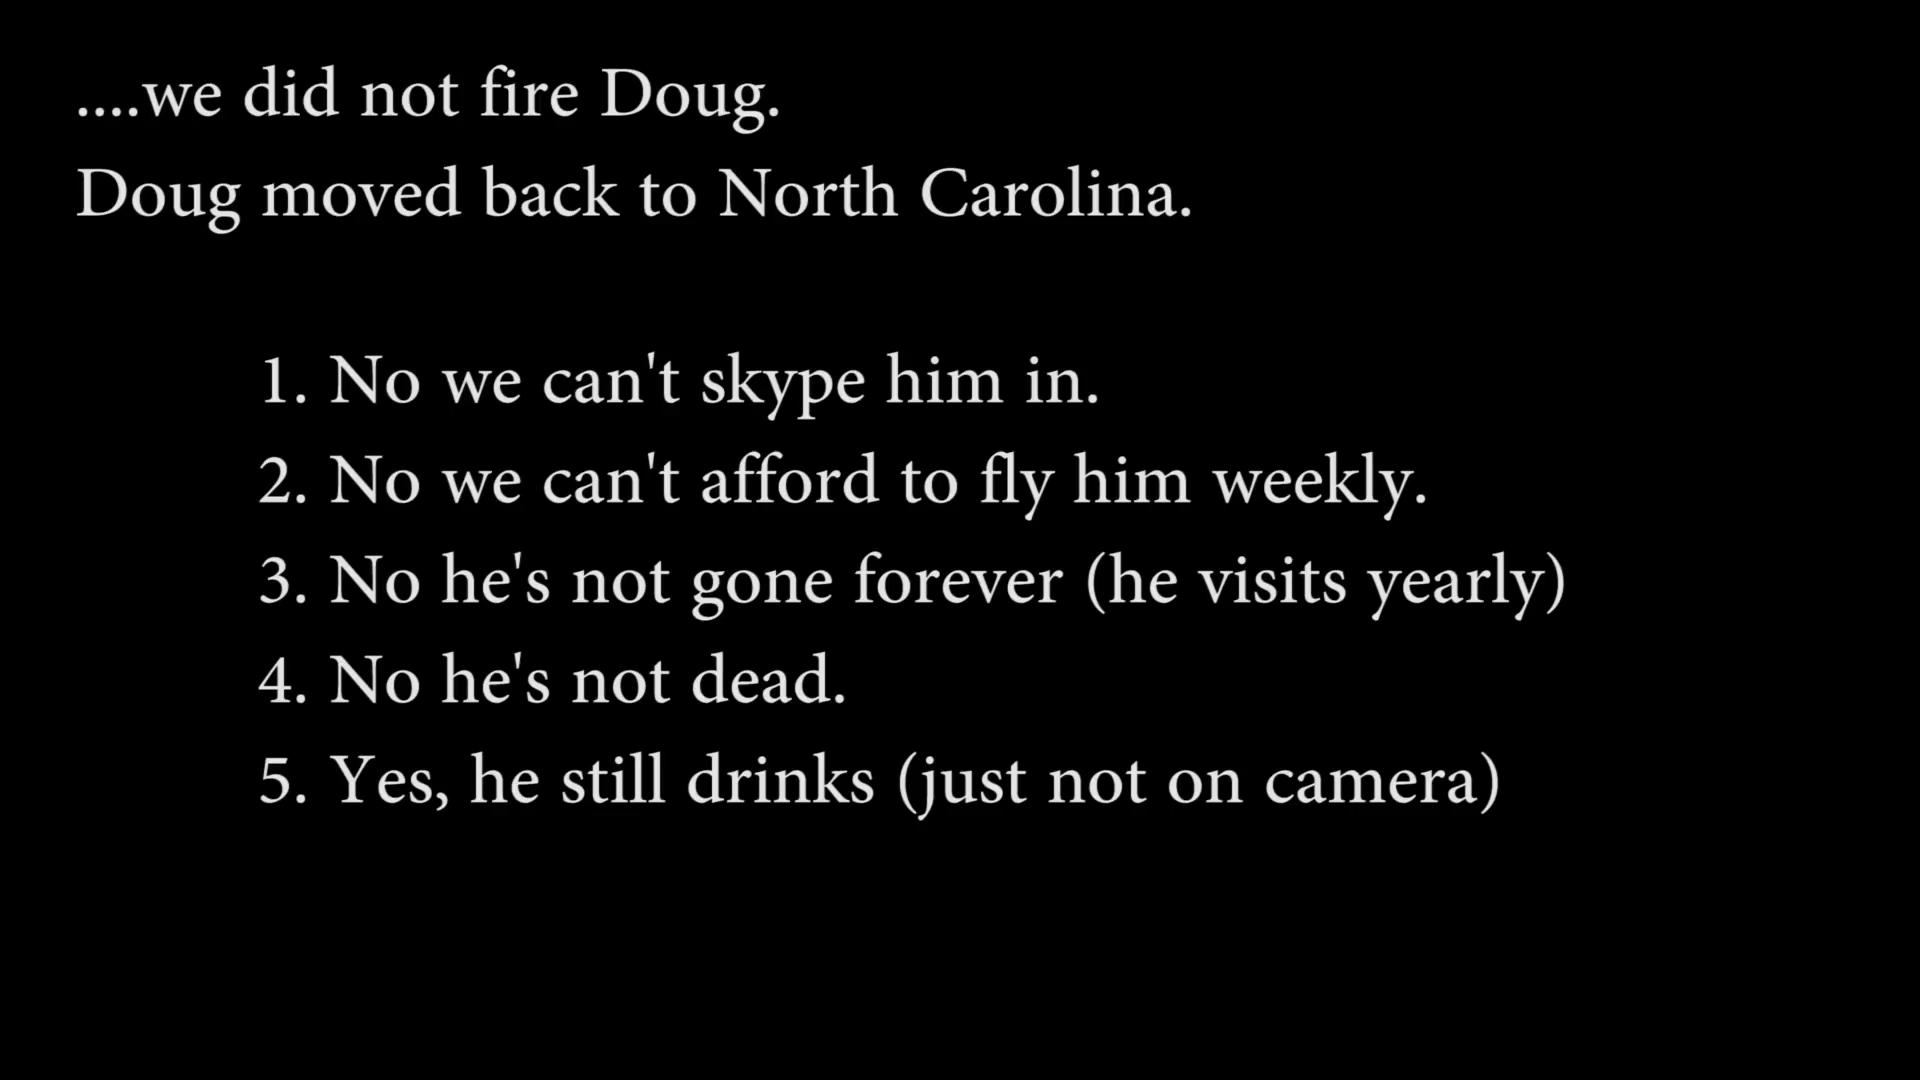 ....we did not fire Doug.
Doug moved back to North Carolina.
1. No we can't skype him in.
2. No we can't afford to fly him weekly.
3. No he's not gone forever (he visits yearly)
4. No he's not dead.
5. Yes, he still drinks (just not on camera)